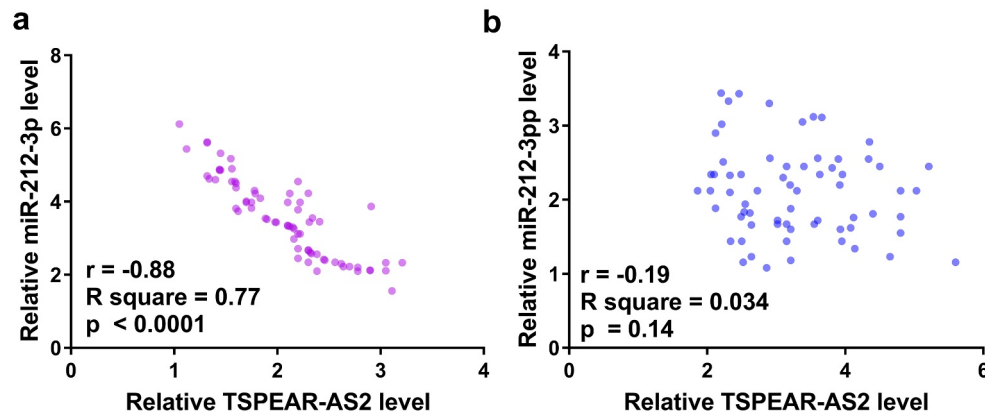 a
Relative miR-212-3p level
8
6
4
2
0
r = -0.88
R square = 0.77
p < 0.0001
0 1 2 3 4
Relative TSPEAR-AS2 level
b
Relative miR-212-3pp level
4
3
2
1
0
r = -0.19
R square = 0.034
p = 0.14
0 2 4 6
Relative TSPEAR-AS2 level